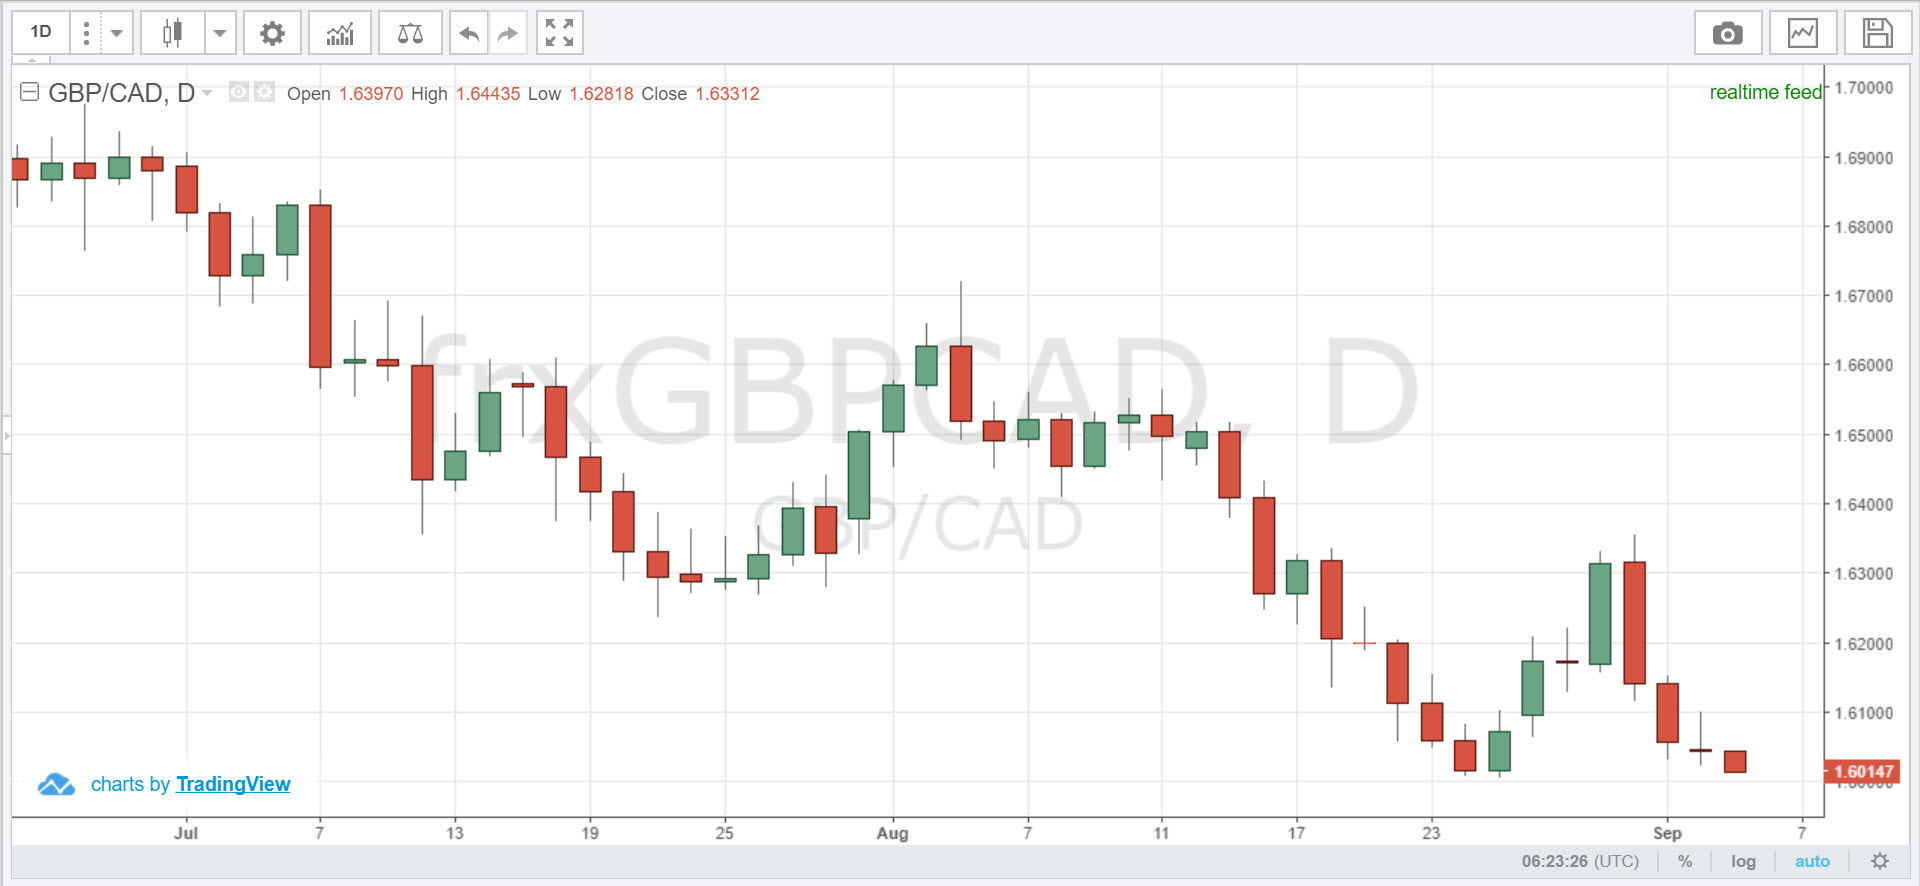 1D
GBP/CAD, D Open 1.63970 High 1.64435 Low 1.62818 Close 1.63312
realtime feed
1.70000
1.69000
1.68000
1.67000
1.66000
1.65000
1.64000
1.63000
1.62000
1.61000
1.60147
frxGBPCAD, D
GBP/CAD
charts by TradingView
Jul 7 13 19 25 Aug 7 11 17 23 Sep 7
06:23:26 (UTC) % log auto